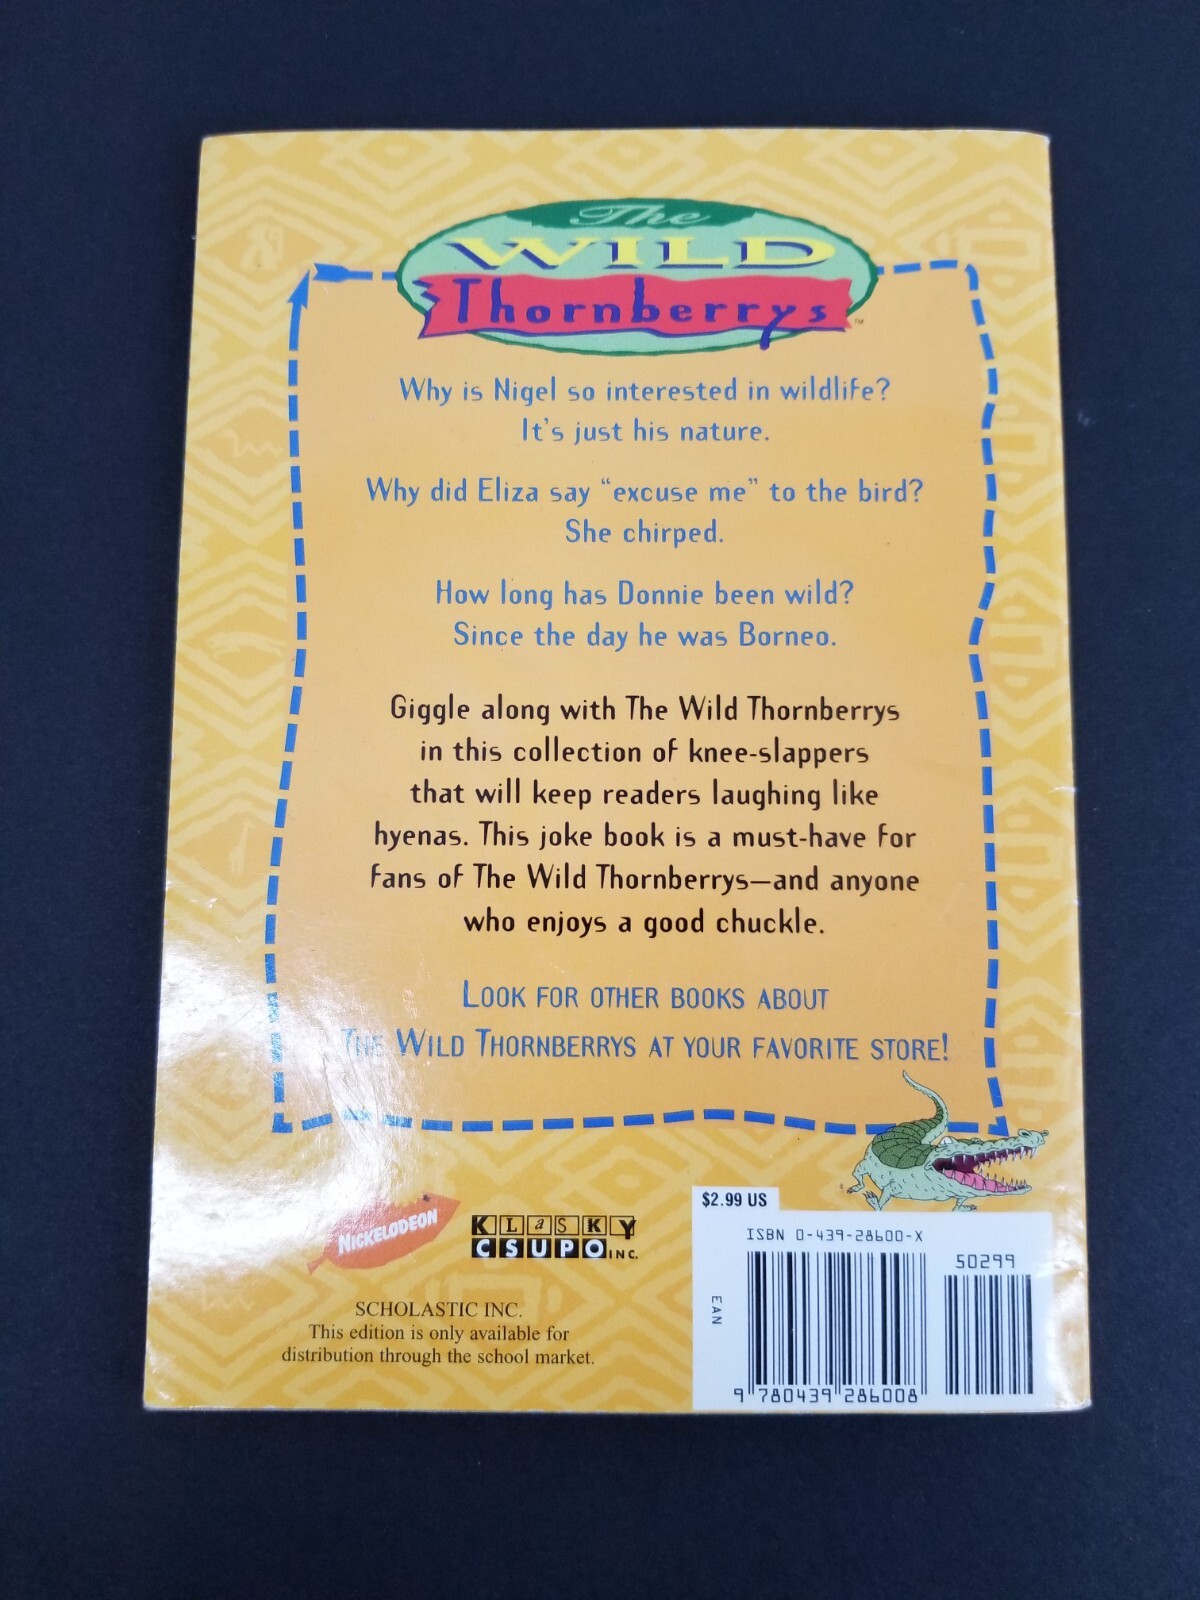 The
WILD
Thornberrys™
Why is Nigel so interested in wildlife?
It's just his nature.
Why did Eliza say “excuse me” to the bird?
She chirped.
How long has Donnie been wild?
Since the day he was Borneo.
Giggle along with The Wild Thornberrys
in this collection of knee-slappers
that will keep readers laughing like
hyenas. This joke book is a must-have for
fans of The Wild Thornberrys—and anyone
who enjoys a good chuckle.
LOOK FOR OTHER BOOKS ABOUT
THE WILD THORNBERRYS AT YOUR FAVORITE STORE!
NICKELODEON
KLaSKY
CSUPO INC.
SCHOLASTIC INC.
This edition is only available for
distribution through the school market.
$2.99 US
ISBN 0-439-28600-X
50299
EAN
9 780439 286008